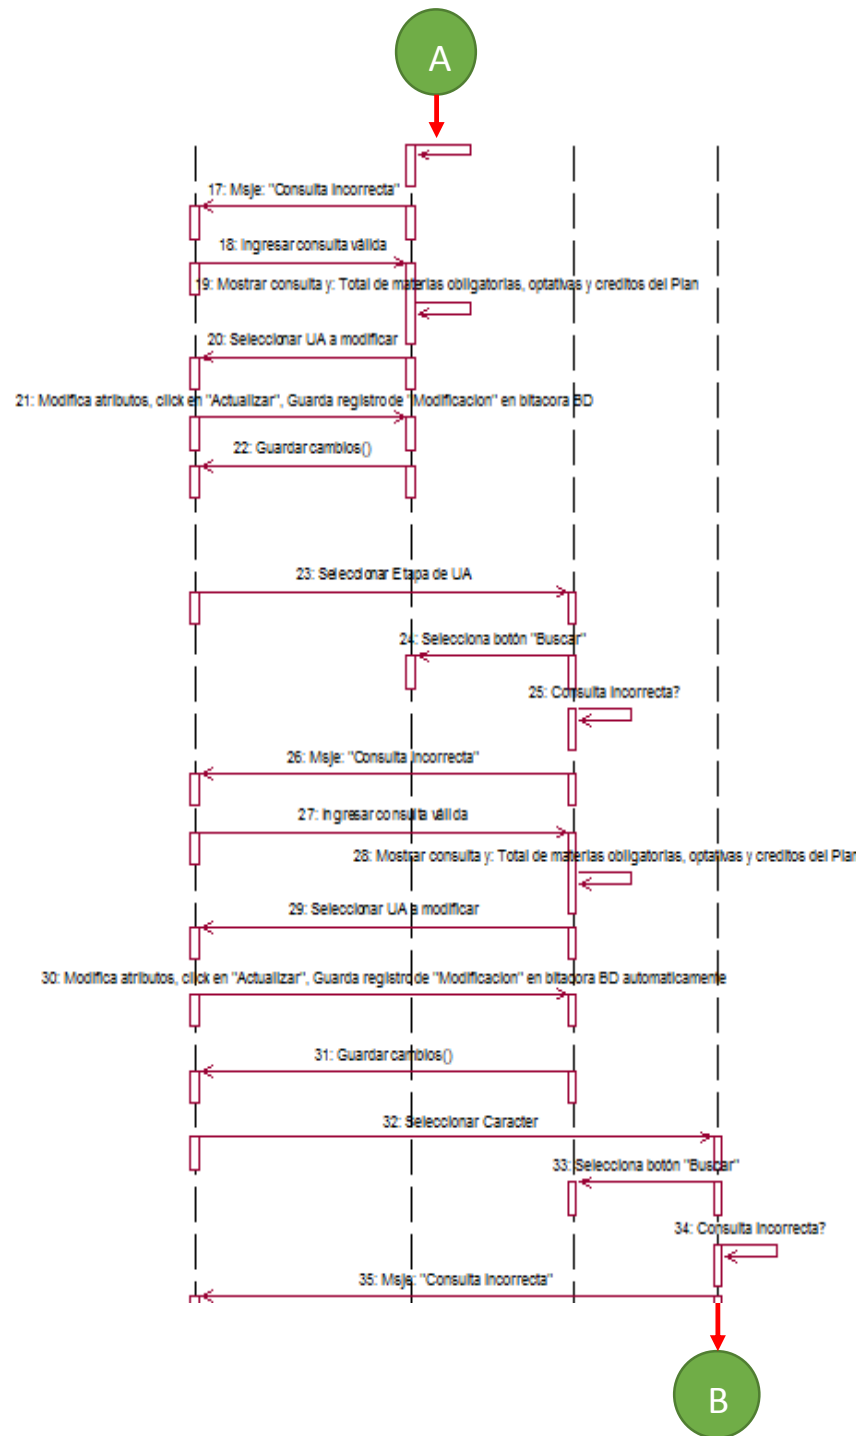 A
17: Msje: "Consulta Incorrecta"
18: Ingresar consulta válida
19: Mostrar consulta y: Total de materias obligatorias, optativas y creditos del Plan
20: Seleccionar UA a modificar
21: Modifica atributos, click en "Actualizar", Guarda registro de "Modificacion" en bitacora BD
22: Guardar cambios()
23: Seleccionar Etapa de UA
24: Selecciona botón "Buscar"
25: Consulta Incorrecta?
26: Msje: "Consulta Incorrecta"
27: Ingresar consulta válida
28: Mostrar consulta y: Total de materias obligatorias, optativas y creditos del Plan
29: Seleccionar UA a modificar
30: Modifica atributos, click en "Actualizar", Guarda registro de "Modificacion" en bitacora BD automaticamente
31: Guardar cambios()
32: Seleccionar Caracter
33: Selecciona botón "Buscar"
34: Consulta Incorrecta?
35: Msje: "Consulta Incorrecta"
B